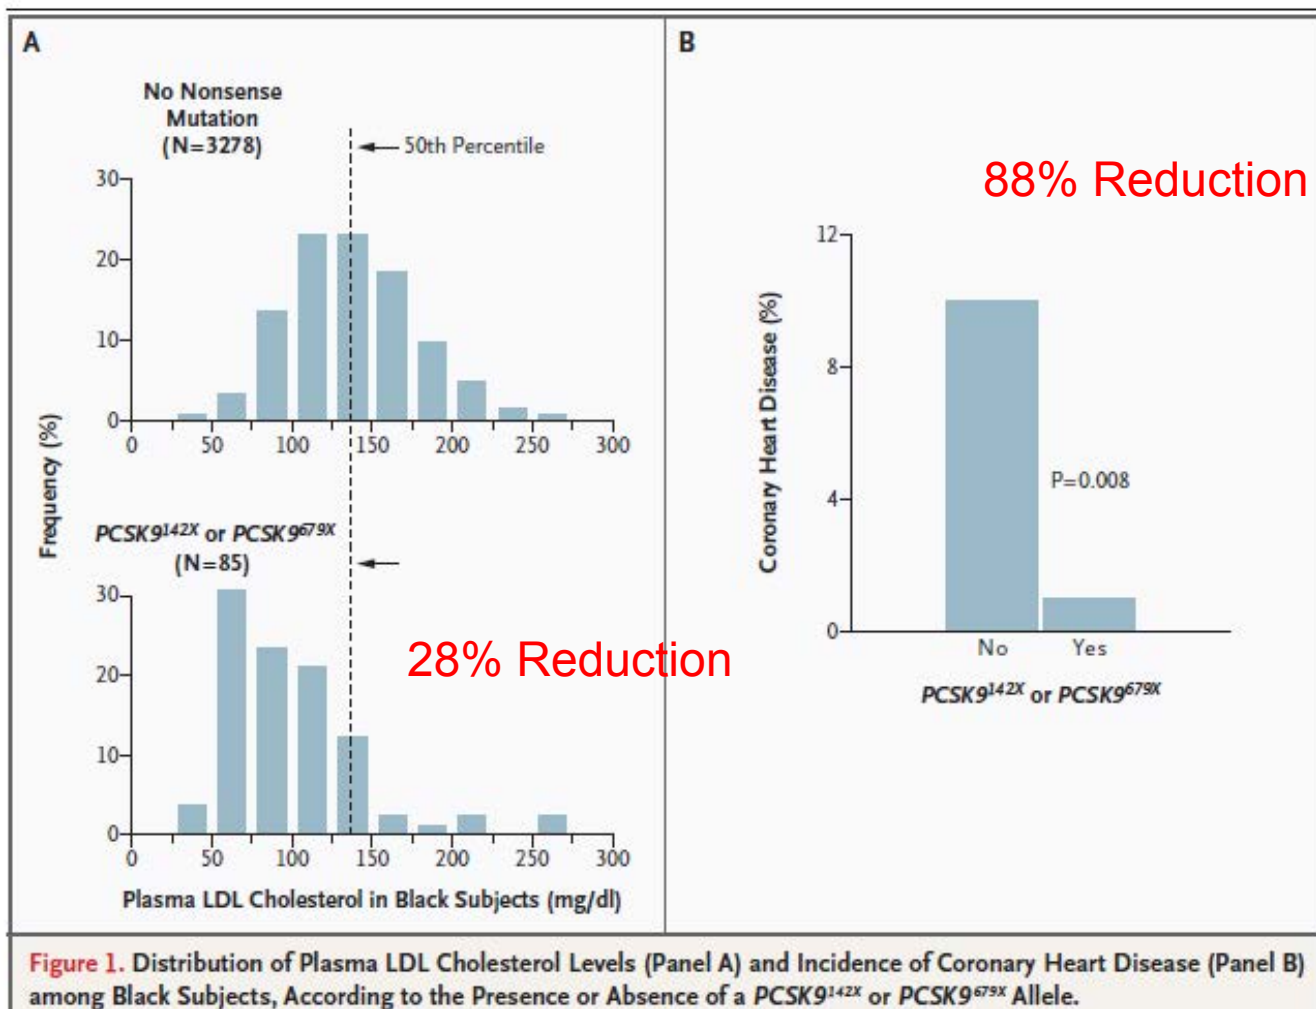 A
No Nonsense
Mutation
(N=3278)
50th Percentile
30
20
10
0
0 50 100 150 200 250 300
Frequency (%)
PCSK9142X or PCSK9679X
(N=85)
30
20
10
0
28% Reduction
0 50 100 150 200 250 300
Plasma LDL Cholesterol in Black Subjects (mg/dl)
B
88% Reduction
12
8
4
0
Coronary Heart Disease (%)
P=0.008
No Yes
PCSK9142X or PCSK9679X
Figure 1. Distribution of Plasma LDL Cholesterol Levels (Panel A) and Incidence of Coronary Heart Disease (Panel B)
among Black Subjects, According to the Presence or Absence of a PCSK9142X or PCSK9679X Allele.